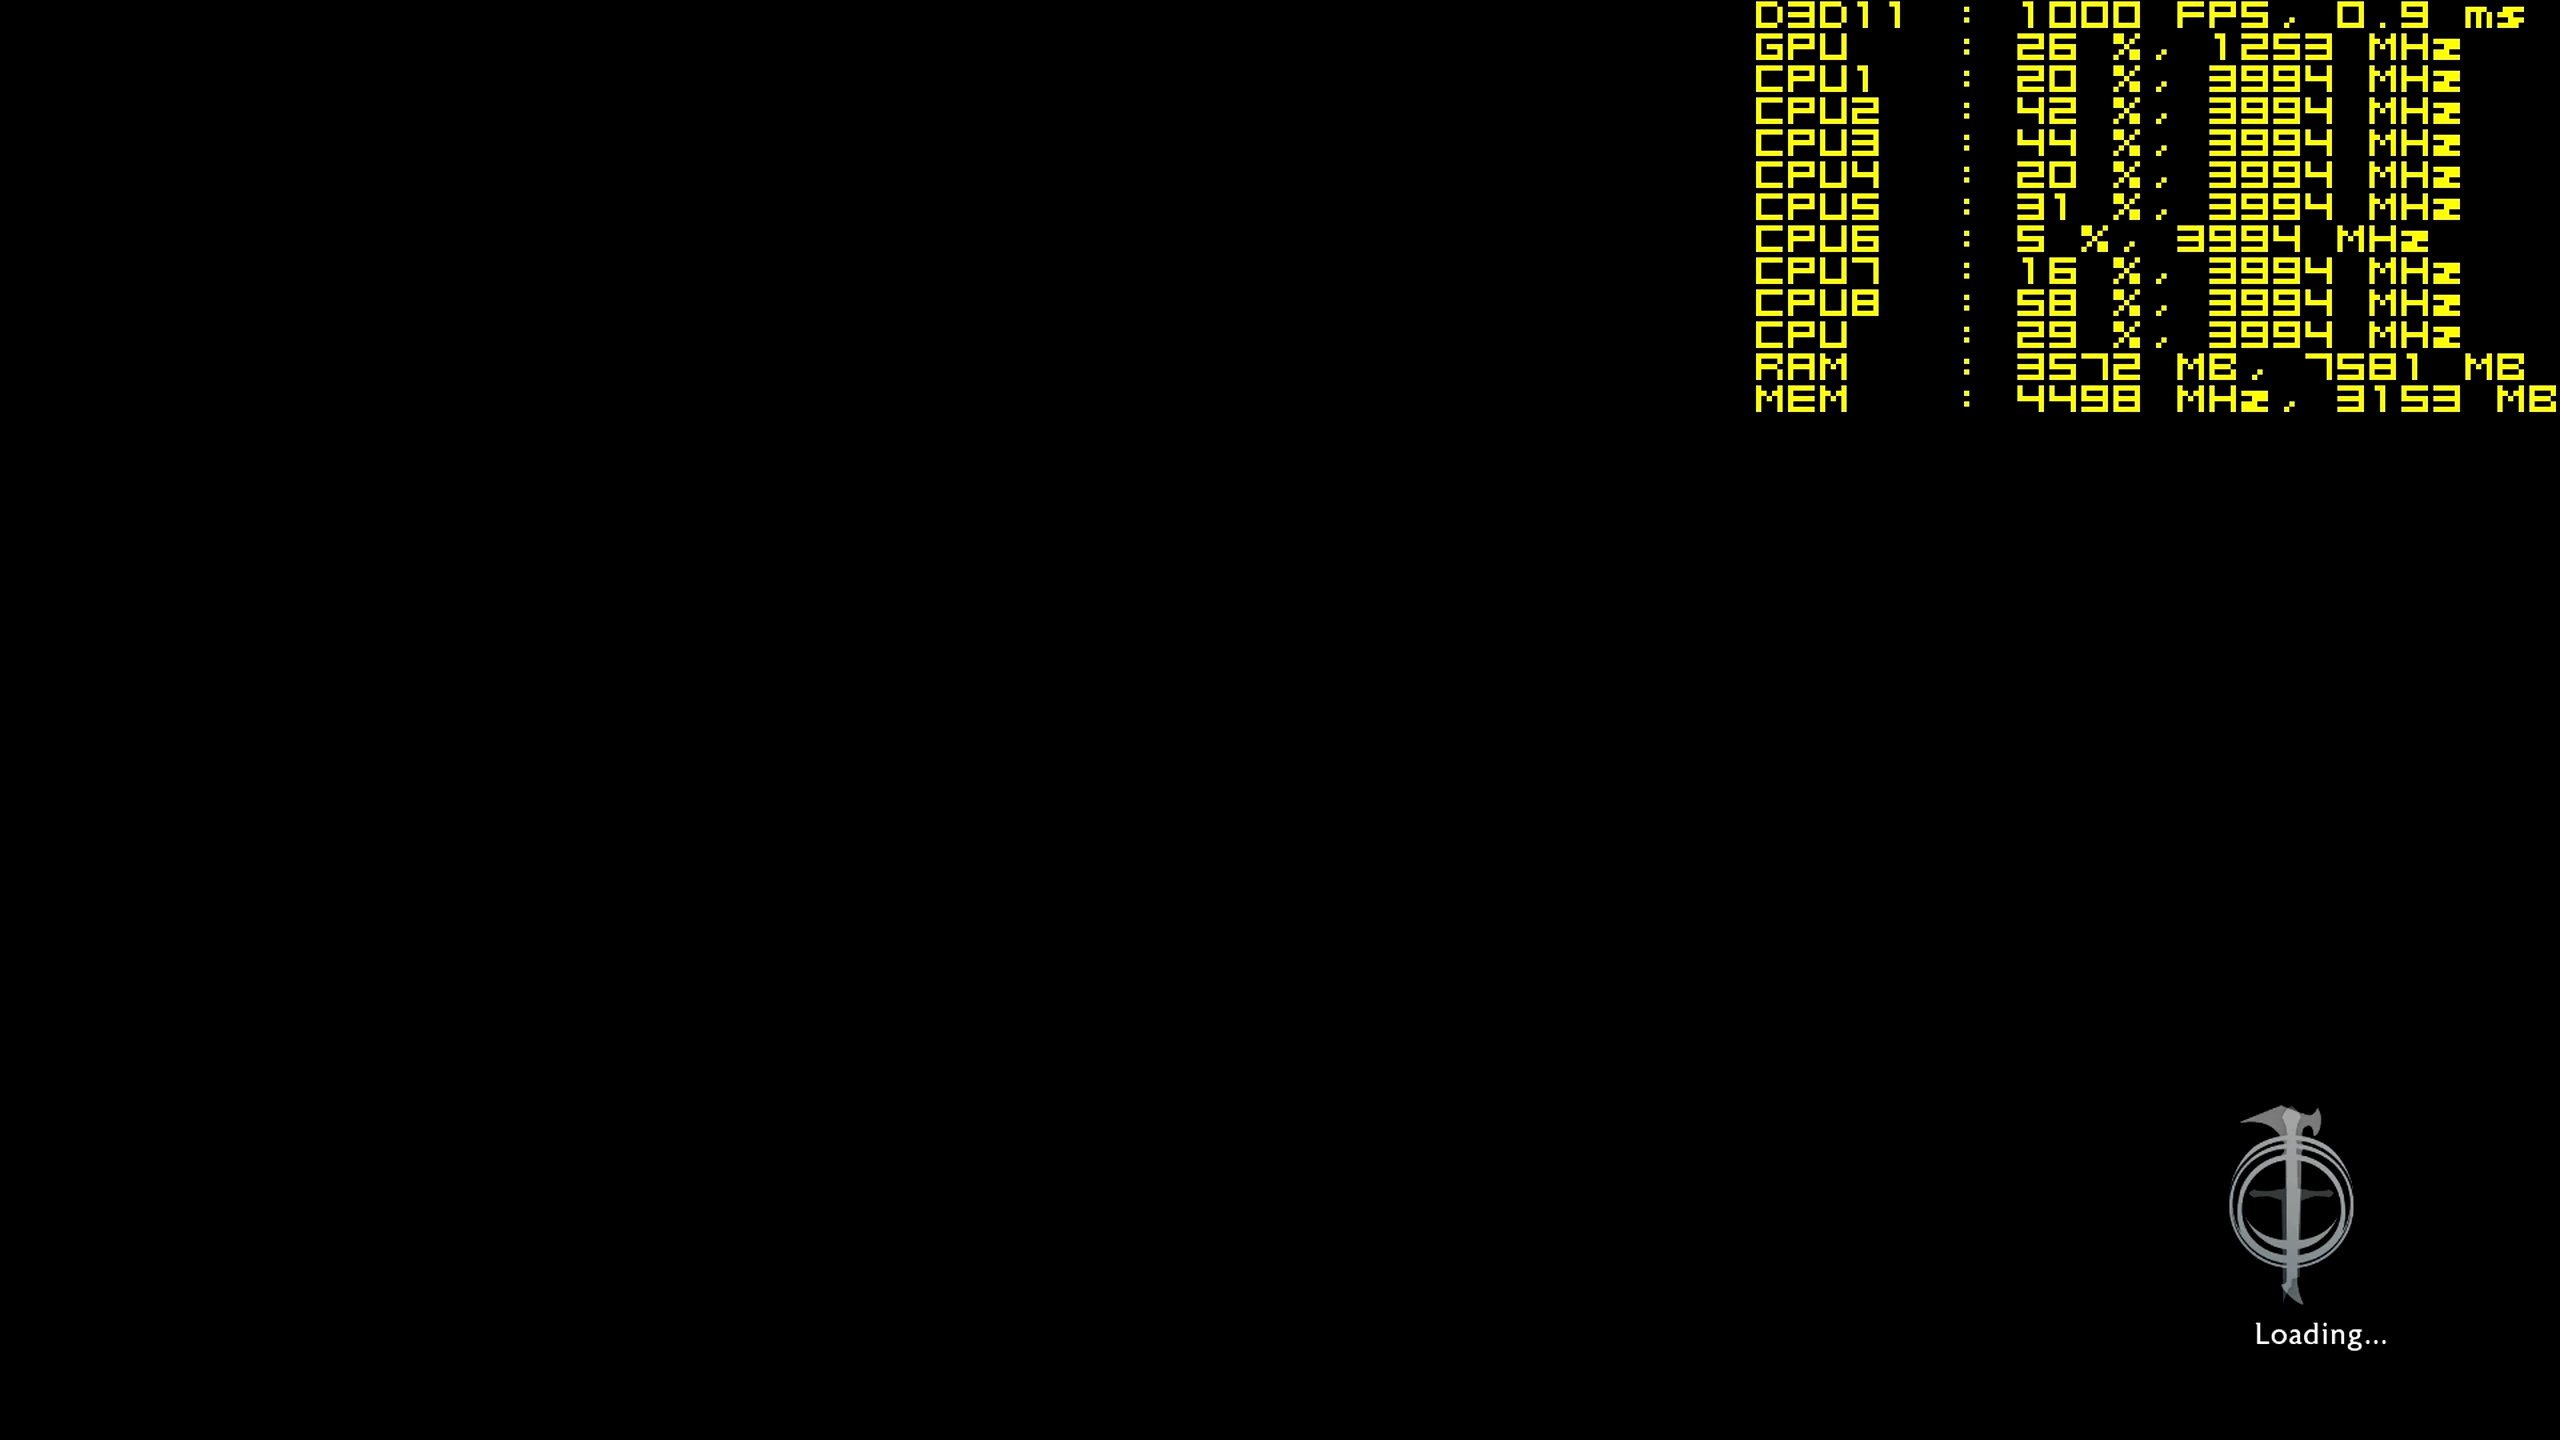 D3D11 : 1000 FPS, 0.9 ms
GPU : 26 %, 1253 MHz
CPU1 : 20 %, 3994 MHz
CPU2 : 42 %, 3994 MHz
CPU3 : 44 %, 3994 MHz
CPU4 : 20 %, 3994 MHz
CPU5 : 31 %, 3994 MHz
CPU6 : 5 %, 3994 MHz
CPU7 : 16 %, 3994 MHz
CPU8 : 58 %, 3994 MHz
CPU : 29 %, 3994 MHz
RAM : 3572 MB, 7581 MB
MEM : 4498 MHz, 3153 MB
Loading...